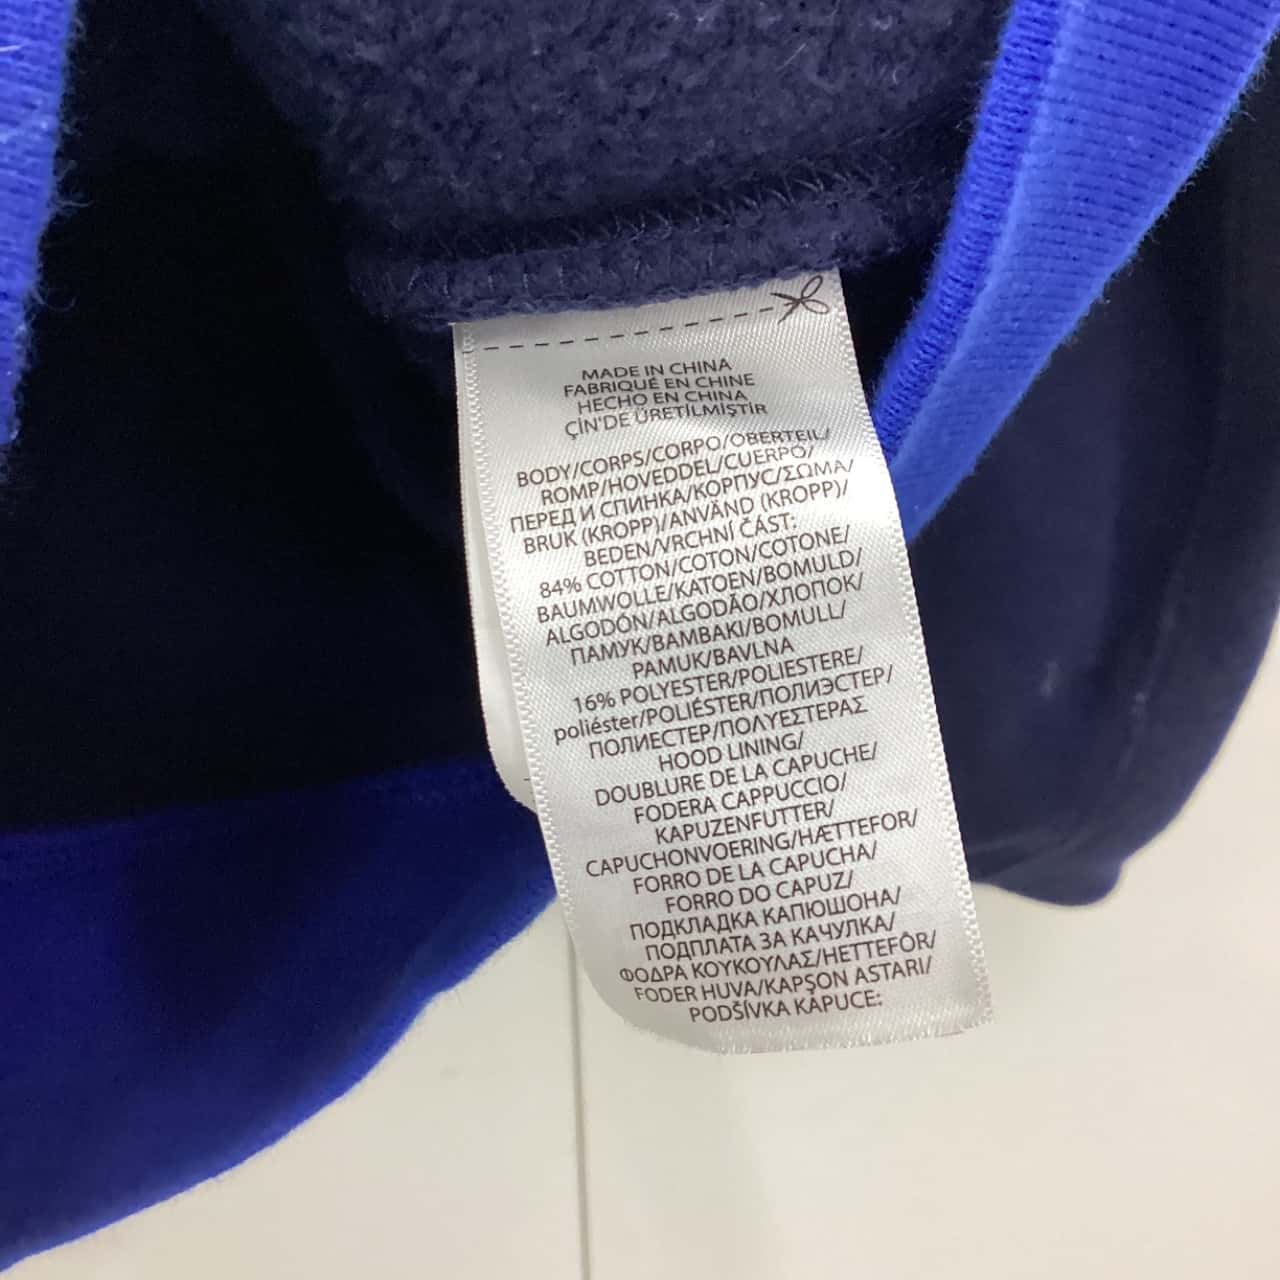 MADE IN CHINA
FABRIQUÉ EN CHINE
HECHO EN CHINA
ÇİN'DE ÜRETİLMİŞTİR
BODY/CORPS/CORPO/OBERTEIL/
ROMP/HOVEDDEL/CUERPO/
ПЕРЕД И СПИНКА/КОРПУС/ΣΩΜΑ/
BRUK (KROPP)/ANVÄND (KROPP)/
BEDEN/VRCHNÍ ČÁST:
84% COTTON/COTON/COTONE/
BAUMWOLLE/KATOEN/BOMULD/
ALGODÓN/ALGODÃO/ХЛОПОК/
ПАМУК/BAMBAKI/BOMULL/
PAMUK/BAVLNA
16% POLYESTER/POLIESTERE/
poliéster/POLIÉSTER/ПОЛИЭСТЕР/
ПОЛИЕСТЕР/ΠΟΛΥΕΣΤΕΡΑΣ
HOOD LINING/
DOUBLURE DE LA CAPUCHE/
FODERA CAPPUCCIO/
KAPUZENFUTTER/
CAPUCHONVOERING/HÆTTEFOR/
FORRO DE LA CAPUCHA/
FORRO DO CAPUZ/
ПОДКЛАДКА КАПЮШОНА/
ПОДПЛАТА ЗА КАЧУЛКА/
ΦΟΔΡΑ ΚΟΥΚΟΥΛΑΣ/HETTEFÔR/
FODER HUVA/KAPŞON ASTARI/
PODŠÍVKA KAPUCE: